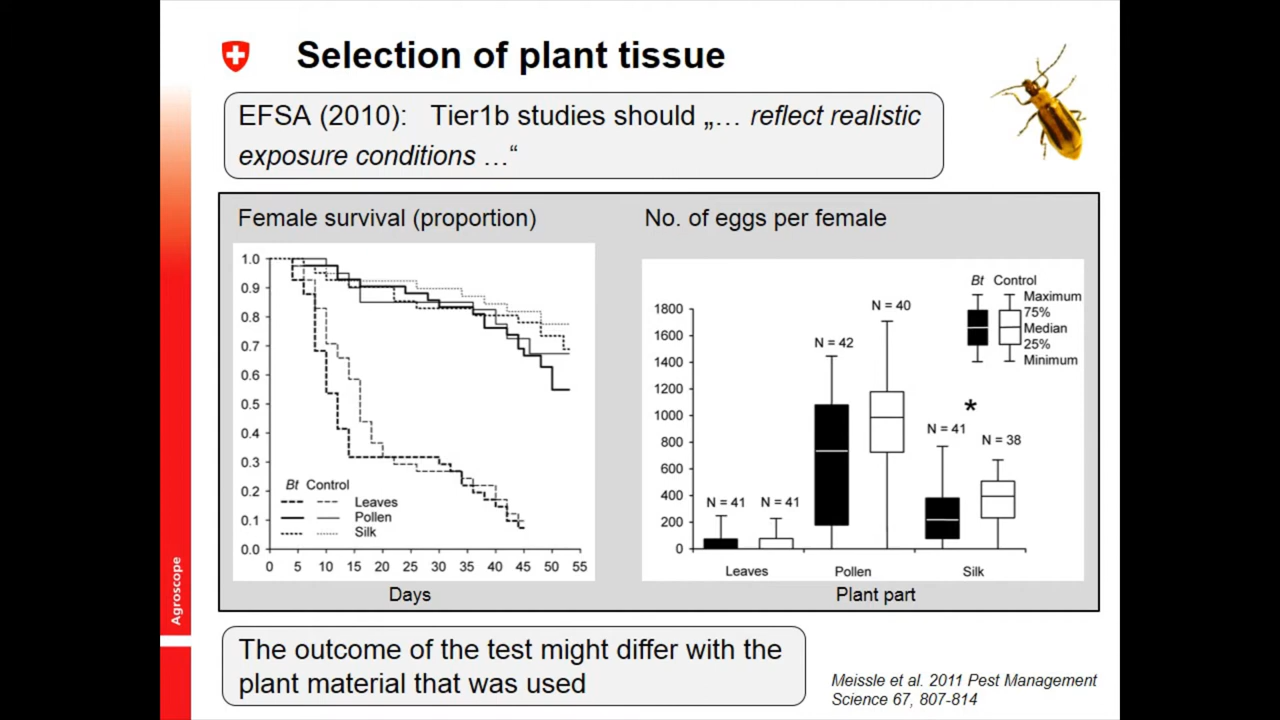 Selection of plant tissue
EFSA (2010): Tier1b studies should „… reflect realistic
exposure conditions …“
Female survival (proportion)
1.0
0.9
0.8
0.7
0.6
0.5
0.4
0.3
0.2
0.1
0.0
Bt Control
Leaves
Pollen
Silk
0 5 10 15 20 25 30 35 40 45 50 55
Days
No. of eggs per female
1800
1600
1400
1200
1000
800
600
400
200
0
Bt Control
Maximum
75%
Median
25%
Minimum
N = 41
N = 41
N = 42
N = 40
*
N = 41
N = 38
Leaves Pollen Silk
Plant part
The outcome of the test might differ with the
plant material that was used
Meissle et al. 2011 Pest Management
Science 67, 807-814
Agroscope